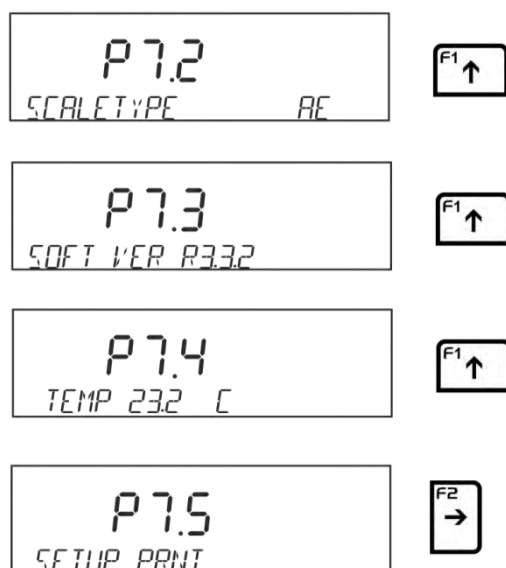 P7.2
SCALETYPE AE
F1 ↑
P7.3
SOFT VER R3.3.2
F1 ↑
P7.4
TEMP 23.2 C
F1 ↑
P7.5
SETUP PRNT
F2 →